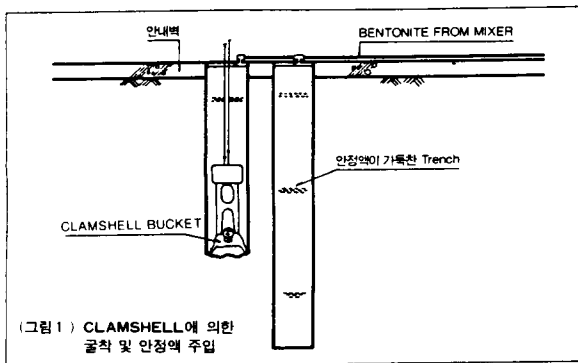 안내벽
BENTONITE FROM MIXER
안정액이 가득찬 Trench
CLAMSHELL BUCKET
(그림 1) CLAMSHELL에 의한
굴착 및 안정액 주입